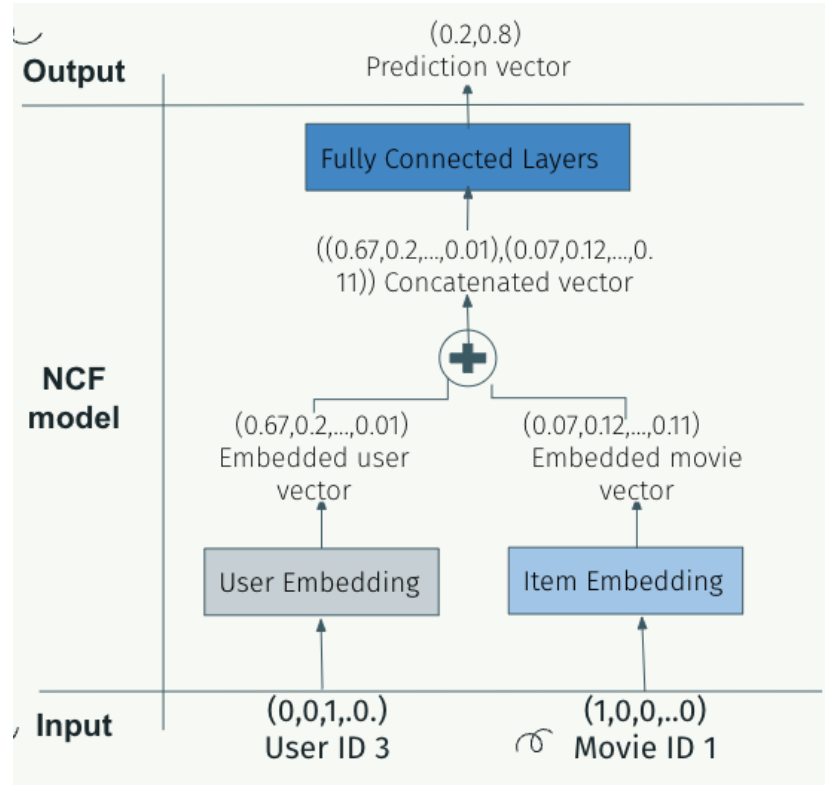 (0.2,0.8)
Prediction vector
Output
Fully Connected Layers
((0.67,0.2,...,0.01),(0.07,0.12,...,0.
11)) Concatenated vector
NCF
model
(0.67,0.2,...,0.01)
Embedded user
vector
(0.07,0.12,...,0.11)
Embedded movie
vector
User Embedding
Item Embedding
Input
(0,0,1,.0.)
User ID 3
(1,0,0,..0)
Movie ID 1